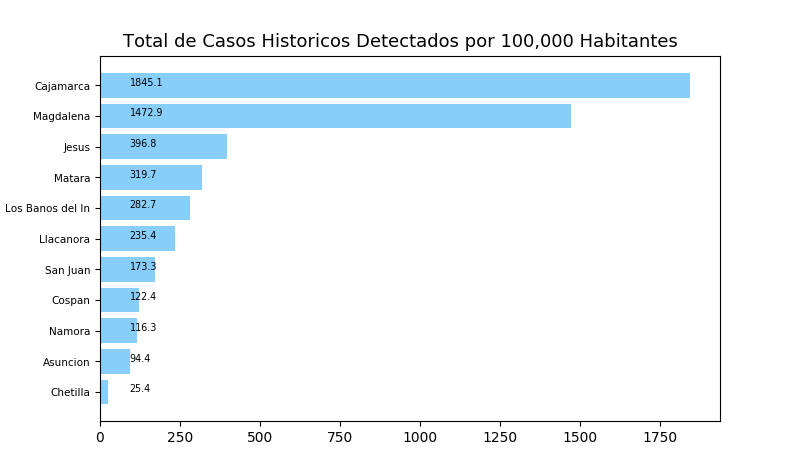 Total de Casos Historicos Detectados por 100,000 Habitantes
Cajamarca 1845.1
Magdalena 1472.9
Jesus 396.8
Matara 319.7
Los Banos del In 282.7
Llacanora 235.4
San Juan 173.3
Cospan 122.4
Namora 116.3
Asuncion 94.4
Chetilla 25.4
0 250 500 750 1000 1250 1500 1750